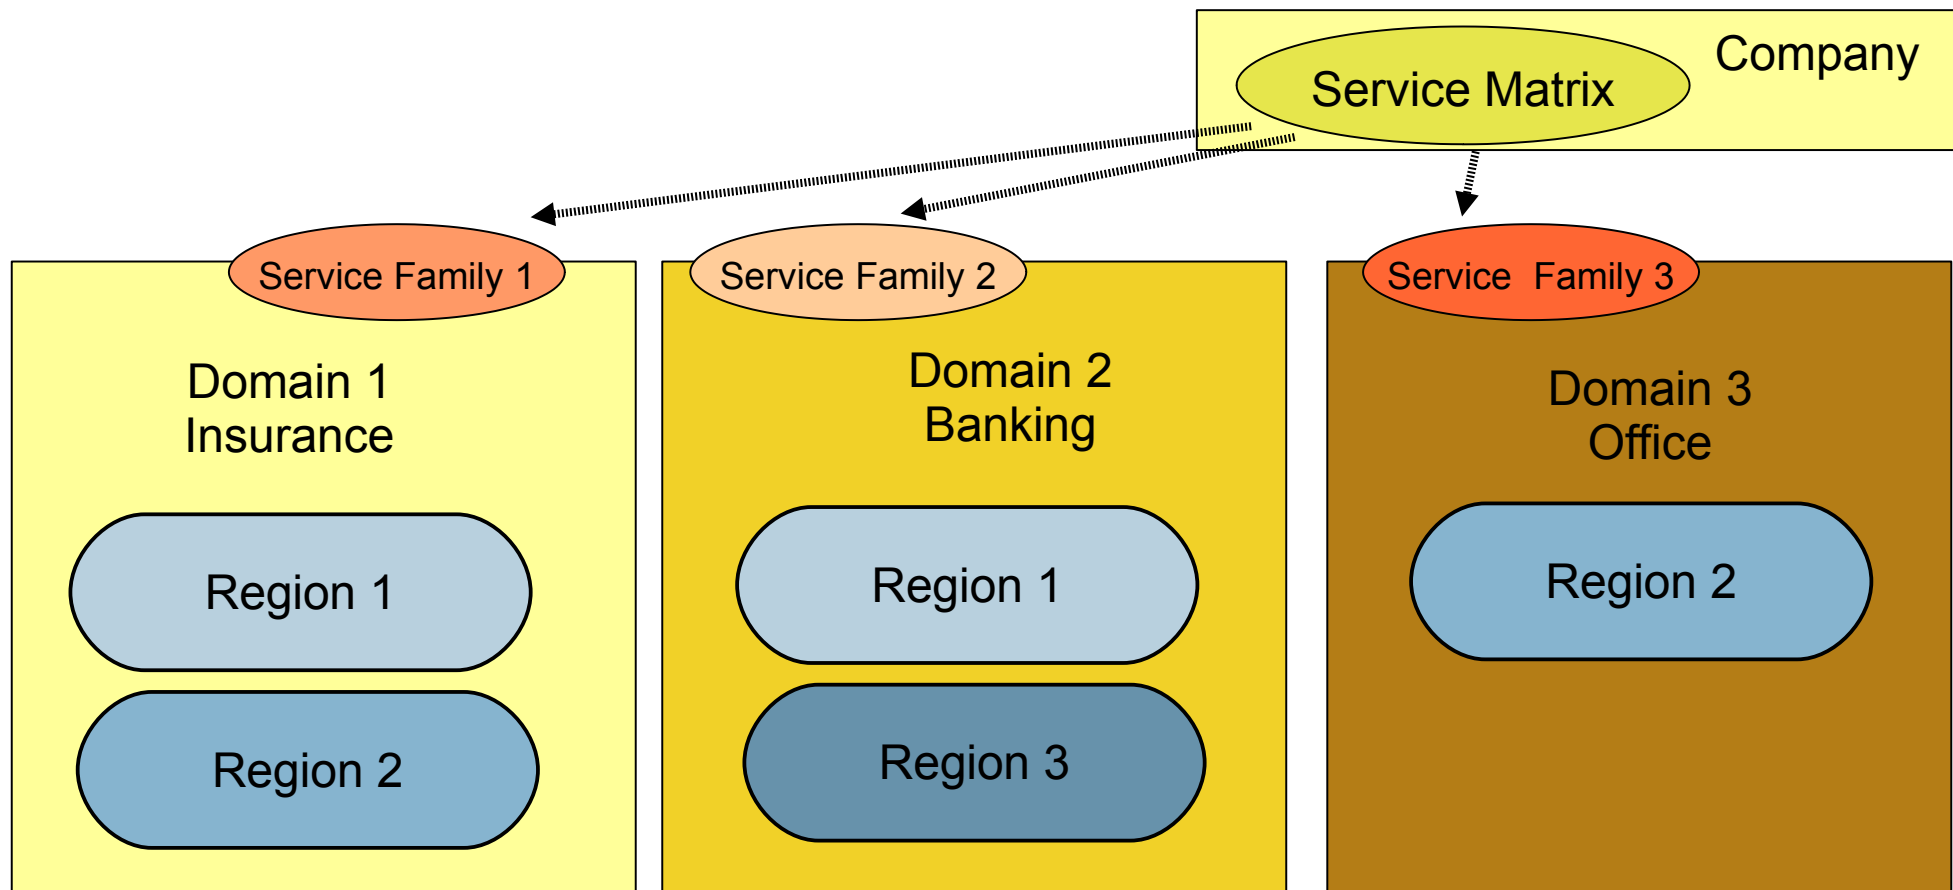 Company
Service Matrix
Service Family 1
Service Family 2
Service  Family 3
Domain 1
Insurance
Domain 2
Banking
Domain 3
Office
Region 1
Region 1
Region 2
Region 2
Region 3